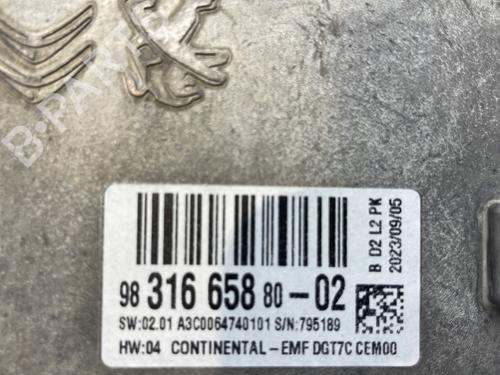 B-PARTS
98 316 658 80-02
SW:02.01 A3C0064740101 S/N:795189
HW:04 CONTINENTAL-EMF DGT7C CEM00
B D2 L2 PK
2023/09/05